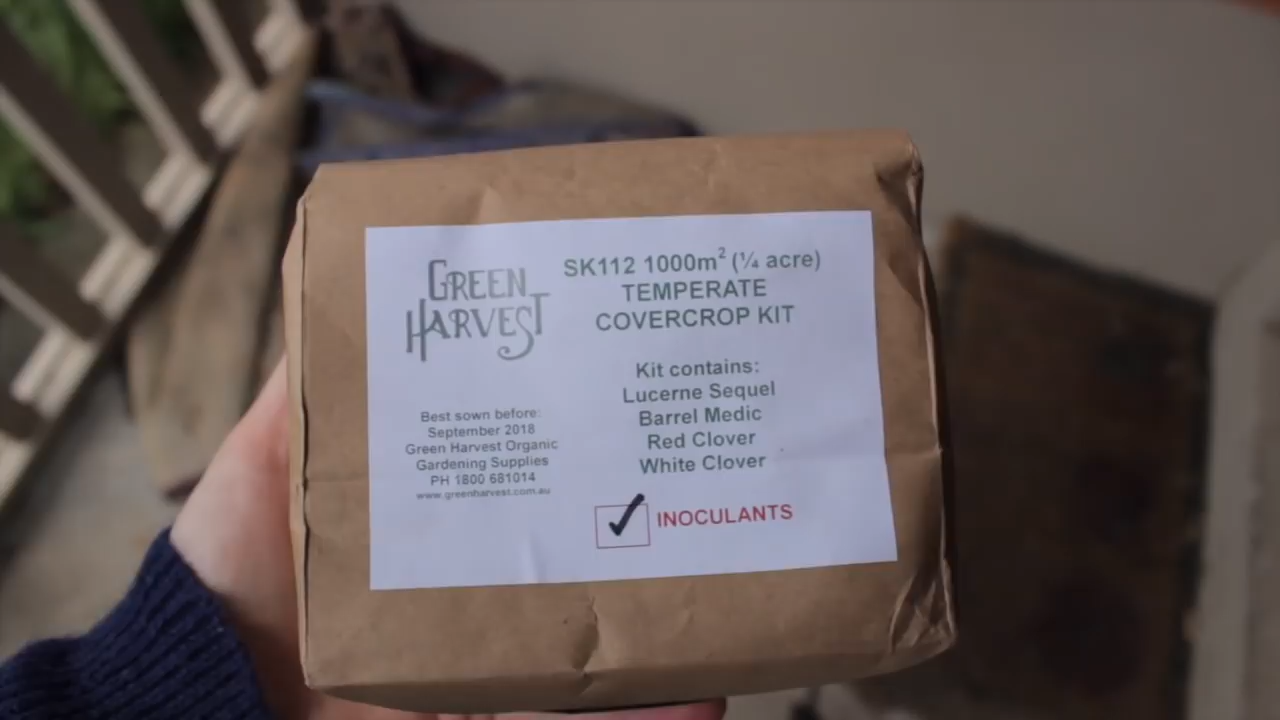 GREEN
HARVEST
SK112 1000m² (¼ acre)
TEMPERATE
COVERCROP KIT
Kit contains:
Lucerne Sequel
Barrel Medic
Red Clover
White Clover
Best sown before:
September 2018
Green Harvest Organic
Gardening Supplies
PH 1800 681014
www.greenharvest.com.au
INOCULANTS